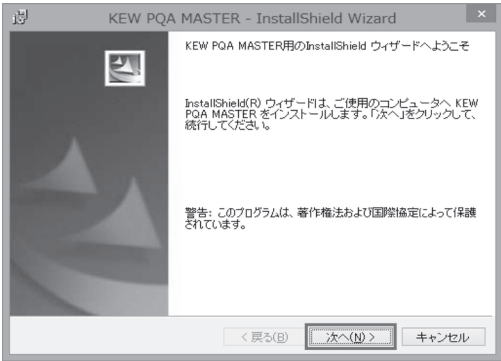 KEW PQA MASTER - InstallShield Wizard
KEW PQA MASTER用のInstallShield ウィザードへようこそ
InstallShield(R) ウィザードは、ご使用のコンピュータへ KEW
PQA MASTER をインストールします。「次へ」をクリックして、
続行してください。
警告: このプログラムは、著作権法および国際協定によって保護
されています。
< 戻る(B)
次へ(N) >
キャンセル